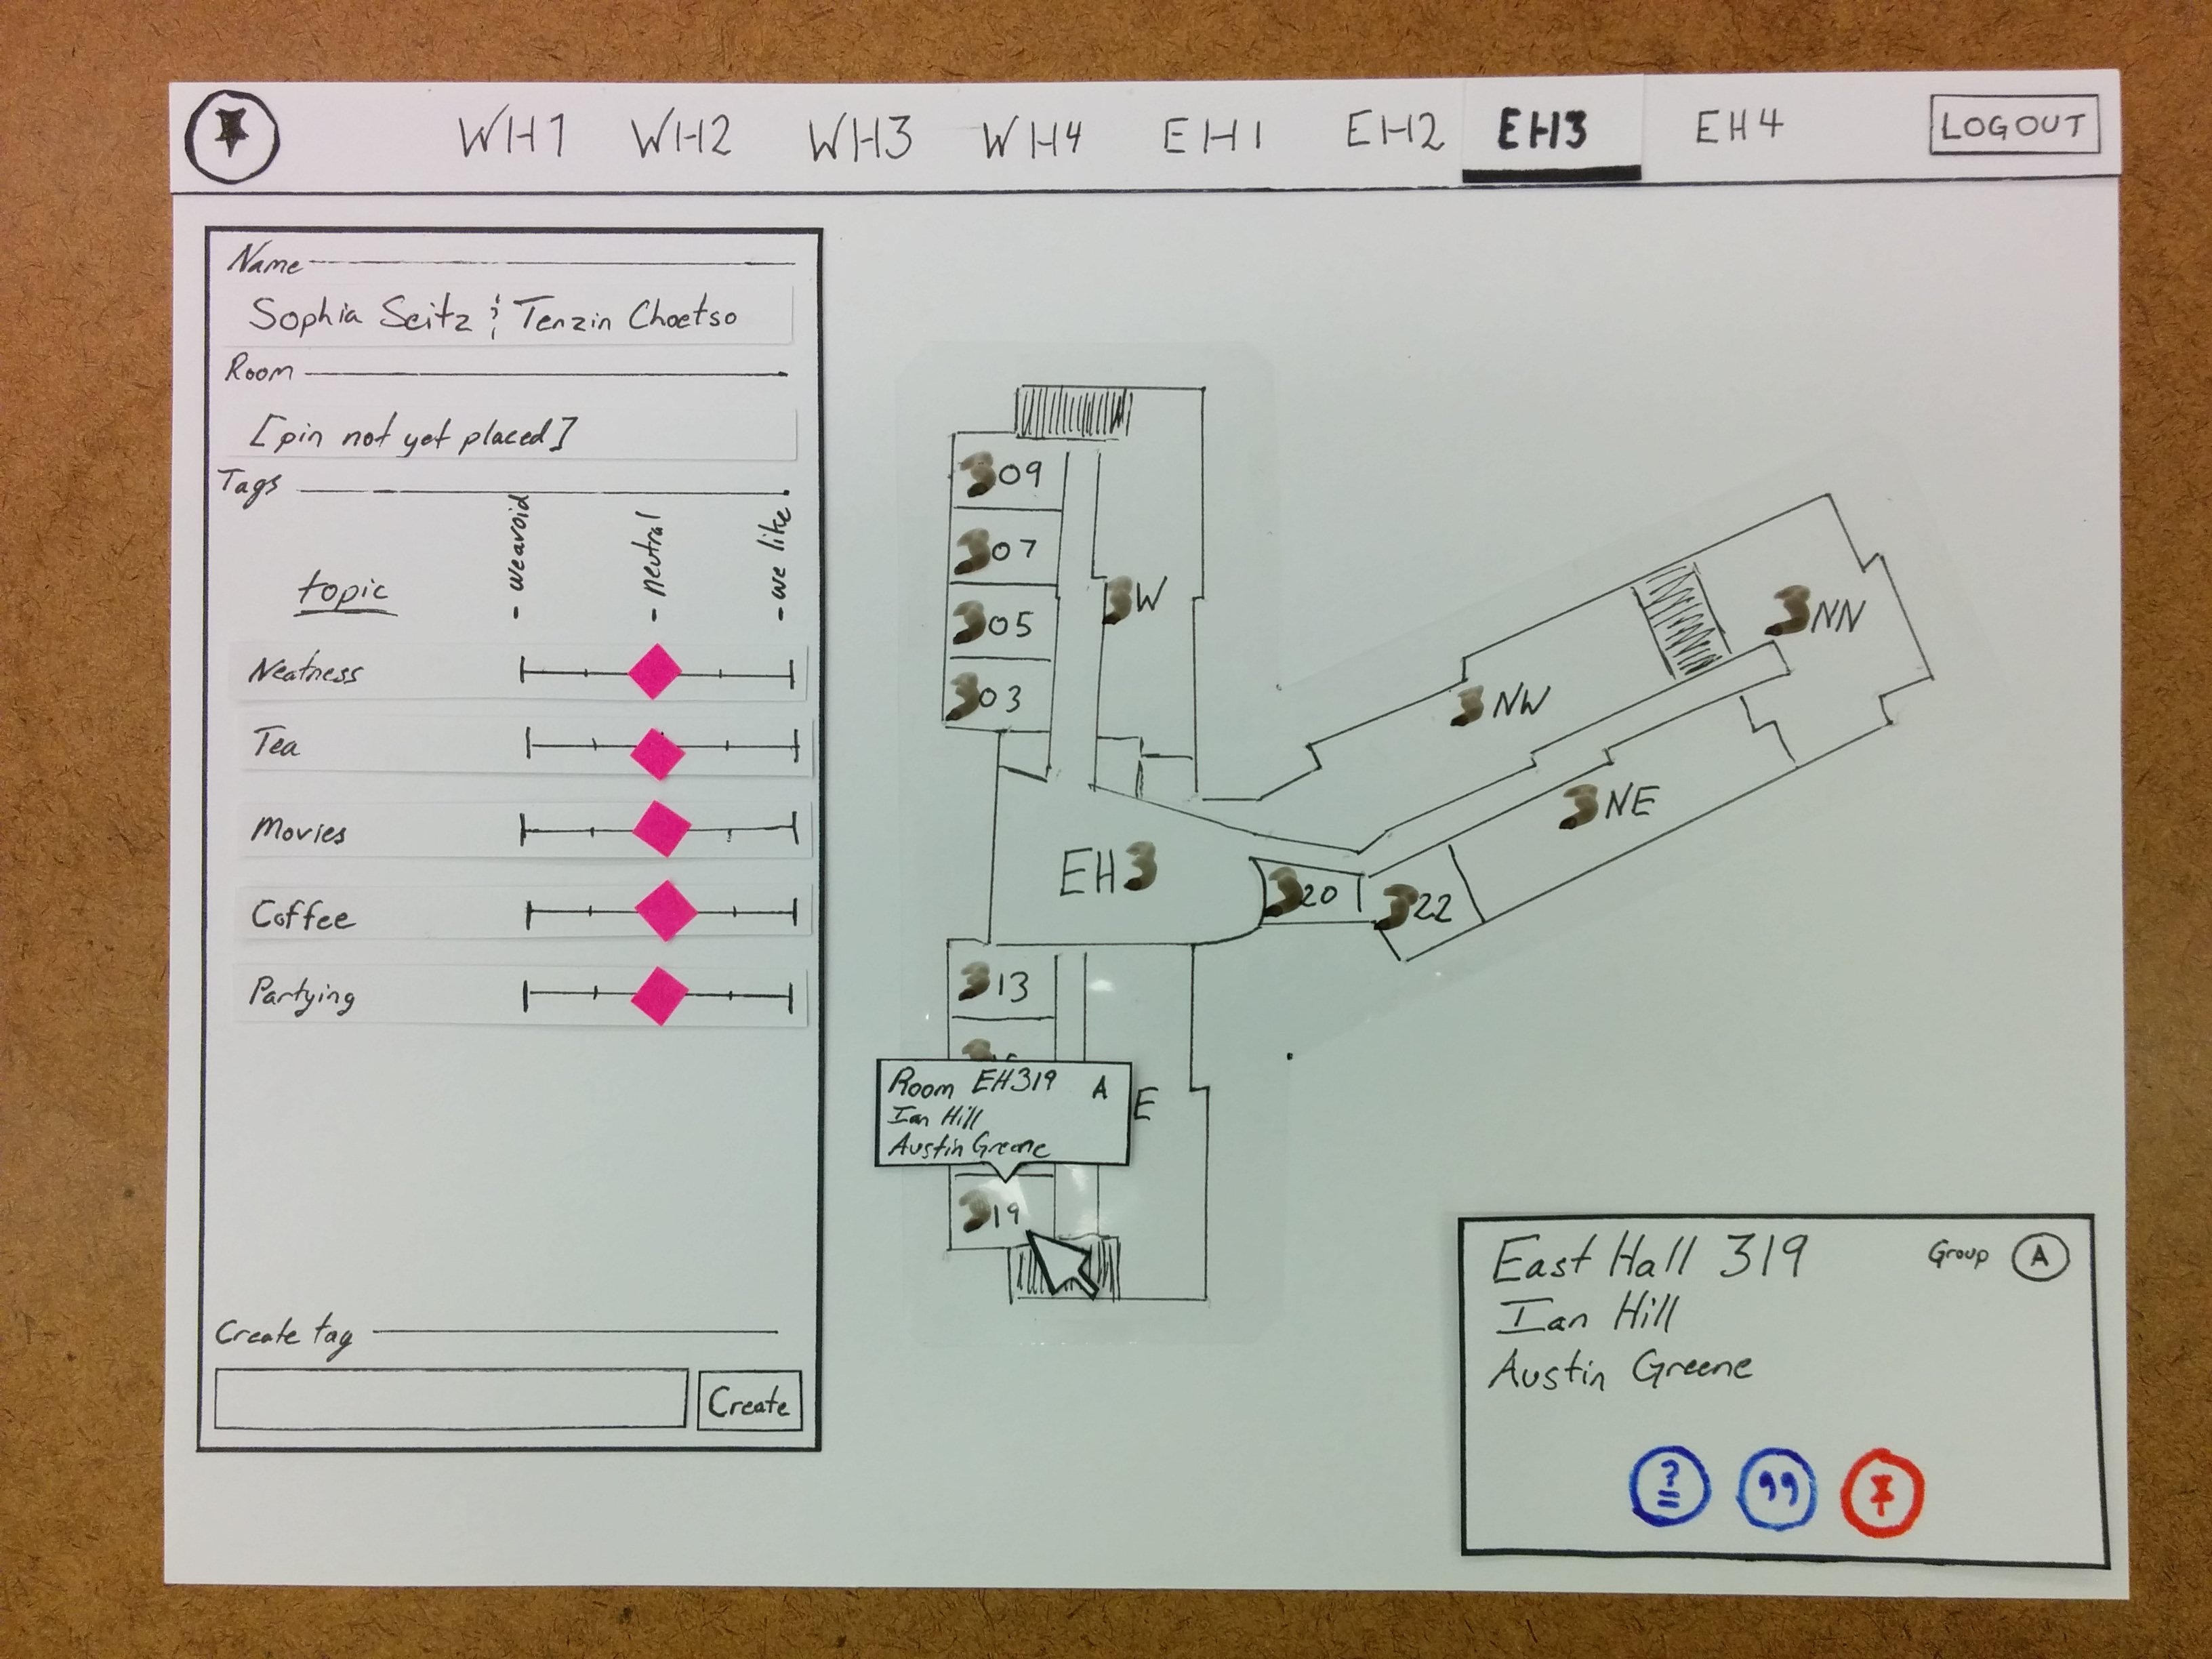 WH1 WH2 WH3 WH4 EH1 EH2 EH3 EH4 LOGOUT
Name
Sophia Seitz & Tenzin Choetso
Room
[pin not yet placed]
Tags
topic
- we avoid
- neutral
- we like
Neatness
Tea
Movies
Coffee
Partying
Create tag
Create
309
307
305
303
3W
3NN
3NW
3NE
EH3
320
322
313
Room EH319 A
Ian Hill
Austin Greene
E
319
East Hall 319 Group A
Ian Hill
Austin Greene
? "